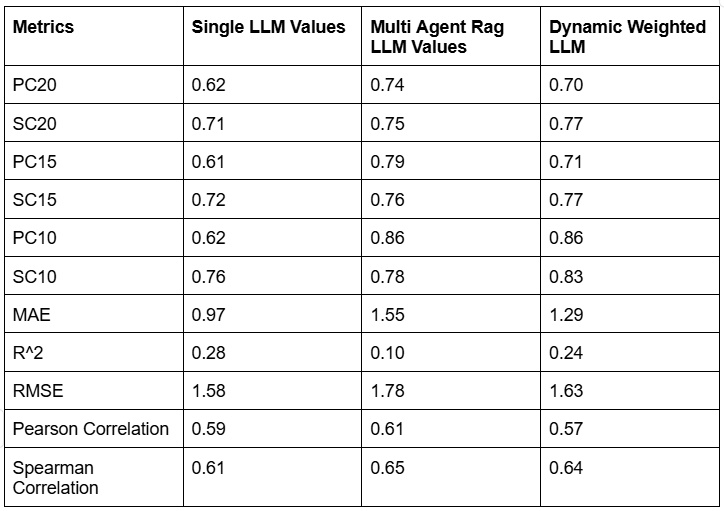 Metrics Single LLM Values Multi Agent Rag LLM Values Dynamic Weighted LLM
PC20 0.62 0.74 0.70
SC20 0.71 0.75 0.77
PC15 0.61 0.79 0.71
SC15 0.72 0.76 0.77
PC10 0.62 0.86 0.86
SC10 0.76 0.78 0.83
MAE 0.97 1.55 1.29
R^2 0.28 0.10 0.24
RMSE 1.58 1.78 1.63
Pearson Correlation 0.59 0.61 0.57
Spearman Correlation 0.61 0.65 0.64